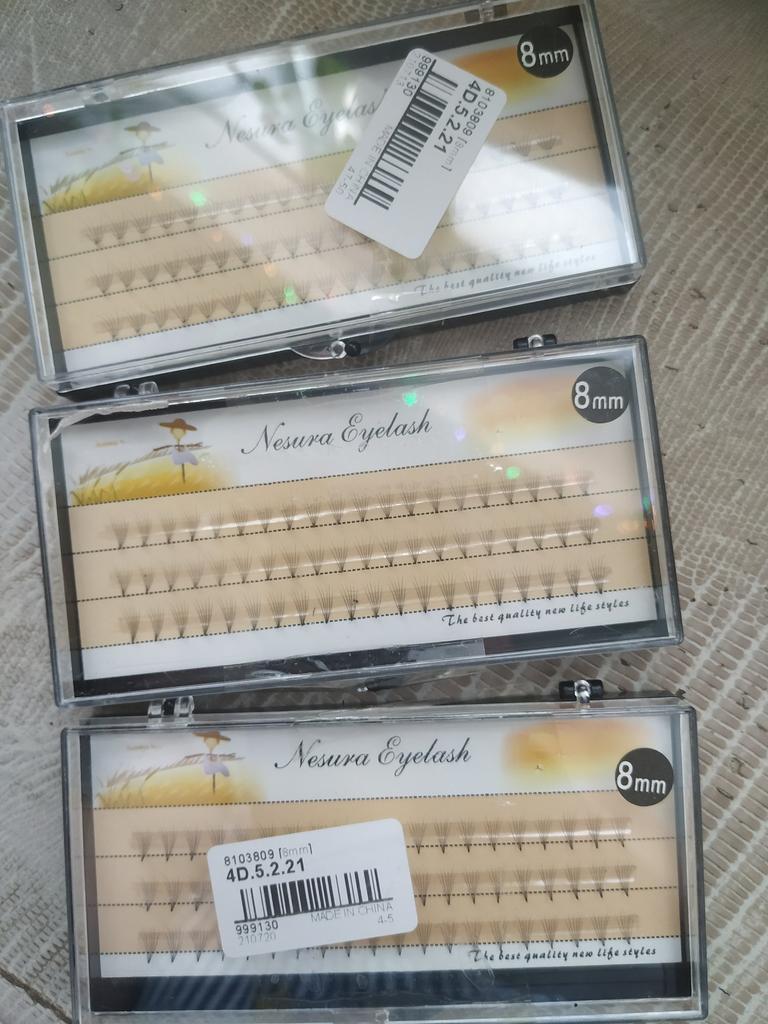 8mm
Nesura Eyelash
8103809 [8mm]
4D.5.2.21
999130
MADE IN CHINA
The best quality new life styles
8mm
Nesura Eyelash
The best quality new life styles
Nesura Eyelash
8mm
8103809 [8mm]
4D.5.2.21
MADE IN CHINA
4-5
999130
210720
The best quality new life styles